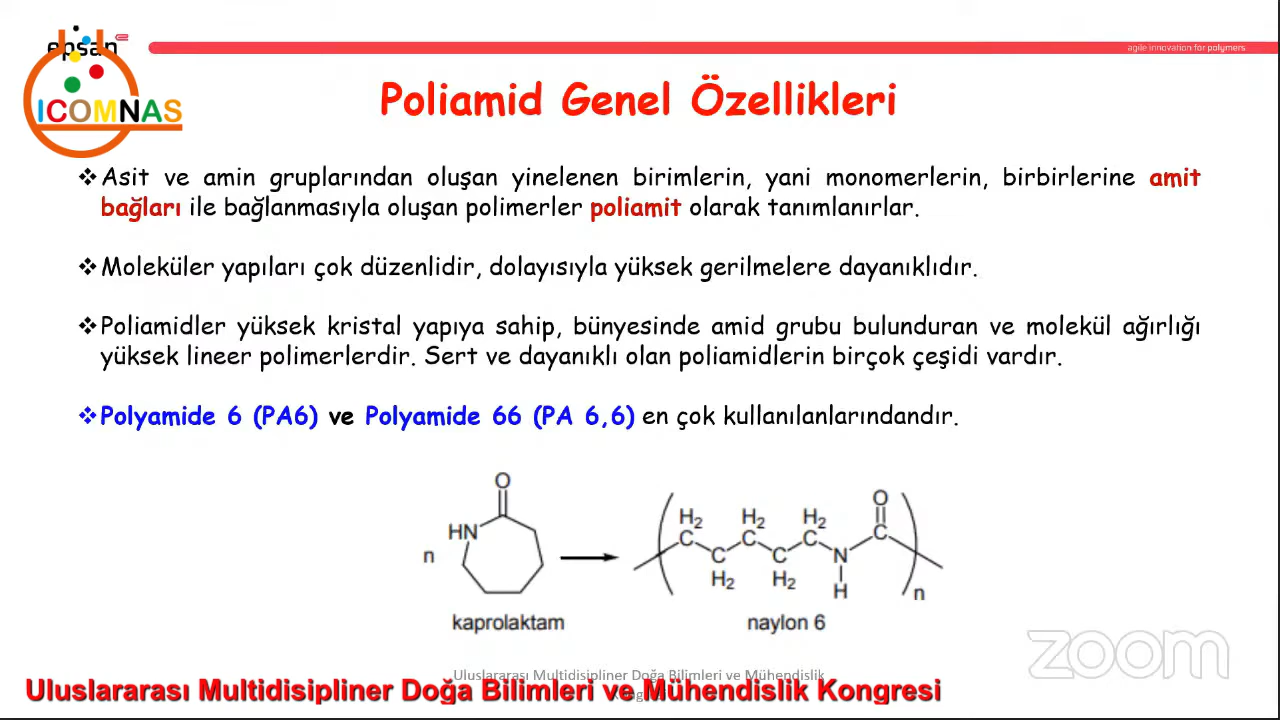 epsan
agile innovation for polymers
ICOMNAS
Poliamid Genel Özellikleri
❖Asit ve amin gruplarından oluşan yinelenen birimlerin, yani monomerlerin, birbirlerine amit
bağları ile bağlanmasıyla oluşan polimerler poliamit olarak tanımlanırlar.
❖Moleküler yapıları çok düzenlidir, dolayısıyla yüksek gerilmelere dayanıklıdır.
❖Poliamidler yüksek kristal yapıya sahip, bünyesinde amid grubu bulunduran ve molekül ağırlığı
yüksek lineer polimerlerdir. Sert ve dayanıklı olan poliamidlerin birçok çeşidi vardır.
❖Polyamide 6 (PA6) ve Polyamide 66 (PA 6,6) en çok kullanılanlarındandır.
O
HN
n
kaprolaktam
O
H2 H2 H2
C C C C
C C N
H2 H2 H
n
naylon 6
zoom
Uluslararası Multidisipliner Doğa Bilimleri ve Mühendislik
Uluslararası Multidisipliner Doğa Bilimleri ve Mühendislik Kongresi